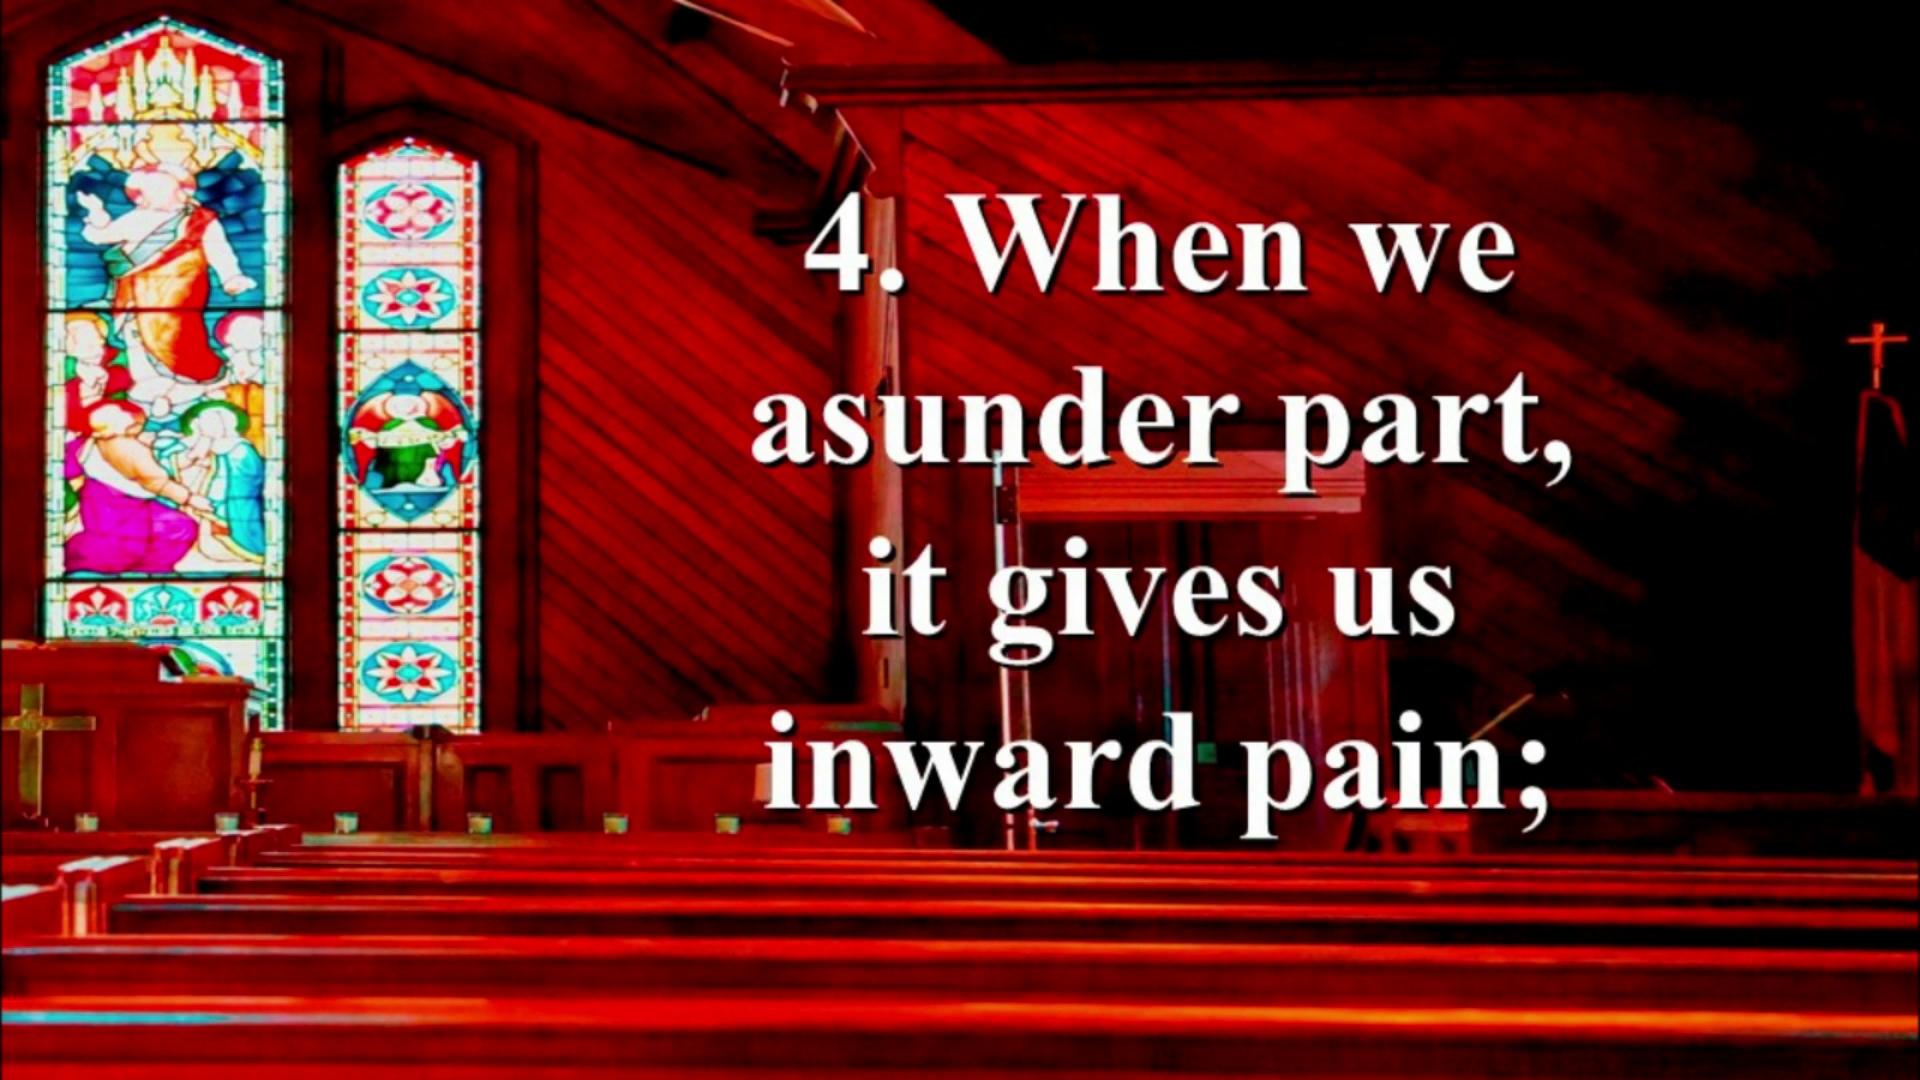 4. When we
asunder part,
it gives us
inward pain;